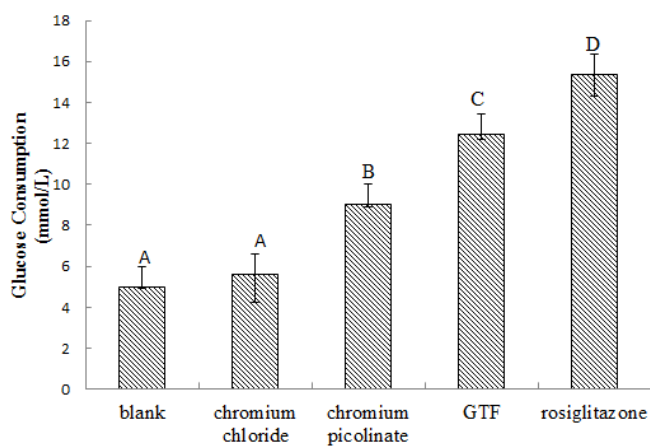 18
16
14
12
10
8
6
4
2
0
Glucose Consumption
(mmol/L)
A
A
B
C
D
blank
chromium
chloride
chromium
picolinate
GTF
rosiglitazone